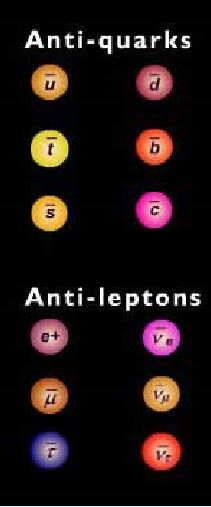 Anti-quarks
u̅ d̅
t̅ b̅
s̅ c̅
Anti-leptons
e+ ν̅e
μ̅ ν̅μ
τ̅ ν̅τ